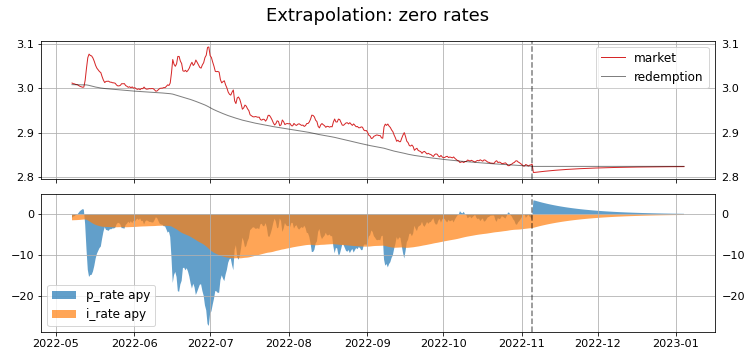 Extrapolation: zero rates
3.1
3.0
2.9
2.8
3.1
3.0
2.9
2.8
market
redemption
0
−10
−20
0
−10
−20
p_rate apy
i_rate apy
2022-05 2022-06 2022-07 2022-08 2022-09 2022-10 2022-11 2022-12 2023-01